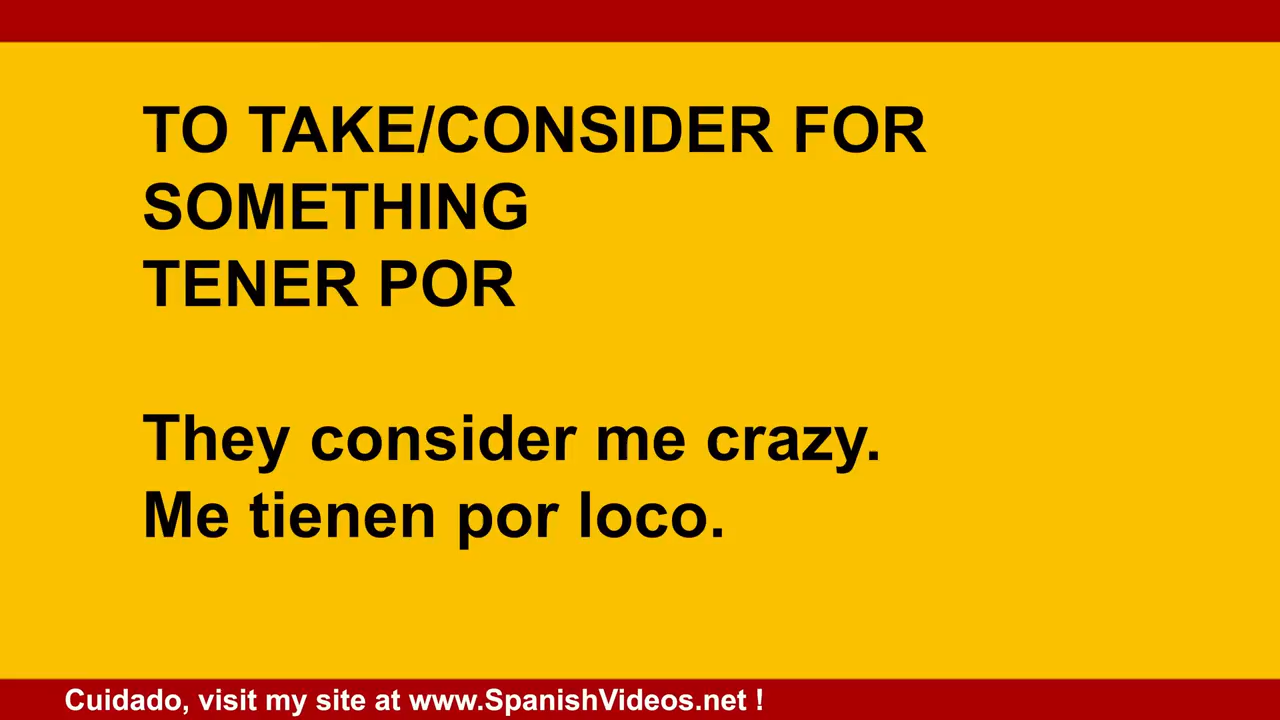 TO TAKE/CONSIDER FOR
SOMETHING
TENER POR
They consider me crazy.
Me tienen por loco.
Cuidado, visit my site at www.SpanishVideos.net !